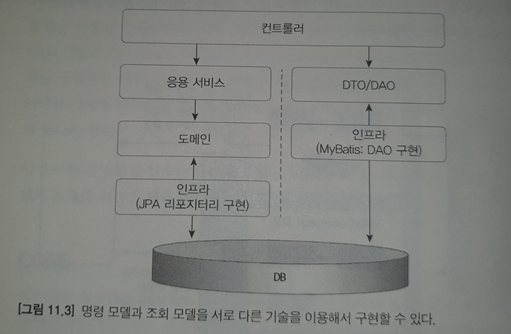 컨트롤러
응용 서비스
DTO/DAO
도메인
인프라
(MyBatis: DAO 구현)
인프라
(JPA 리포지터리 구현)
DB
[그림 11.3] 명령 모델과 조회 모델을 서로 다른 기술을 이용해서 구현할 수 있다.